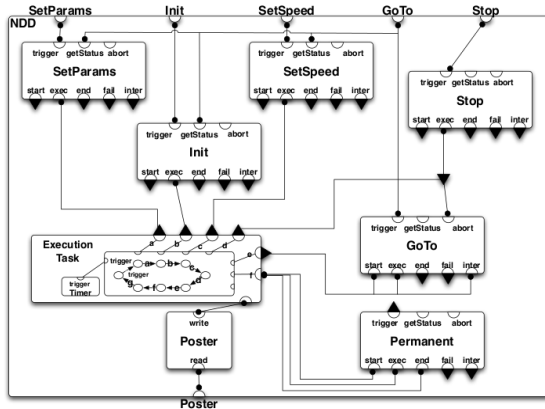 SetParams Init SetSpeed GoTo Stop
NDD
trigger getStatus abort
SetParams
start exec end fail inter
trigger getStatus abort
SetSpeed
start exec end fail inter
trigger getStatus abort
Stop
start exec end fail inter
trigger getStatus abort
Init
start exec end fail inter
trigger getStatus abort
GoTo
start exec end fail inter
a b c d
Execution
Task
e
f
trigger
a b c
trigger
d
g f e
trigger
Timer
write
Poster
read
trigger getStatus abort
Permanent
start exec end fail inter
Poster